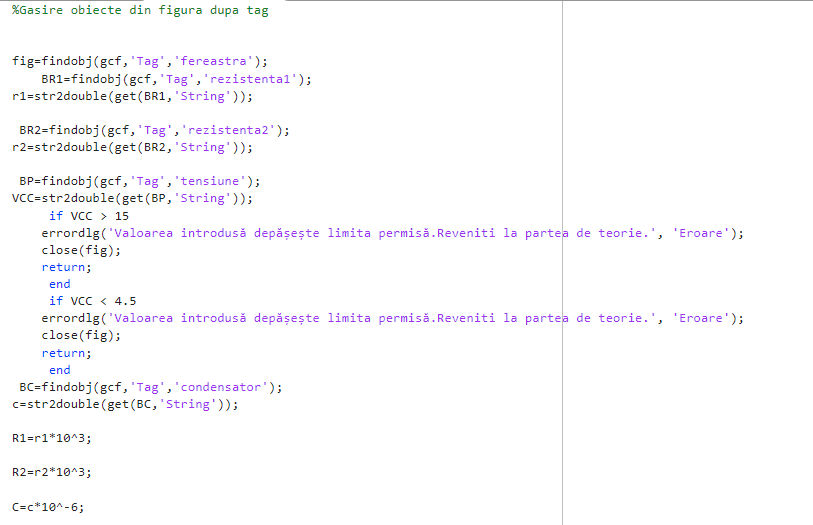 %Gasire obiecte din figura dupa tag
fig=findobj(gcf,'Tag','fereastra');
BR1=findobj(gcf,'Tag','rezistenta1');
r1=str2double(get(BR1,'String'));
BR2=findobj(gcf,'Tag','rezistenta2');
r2=str2double(get(BR2,'String'));
BP=findobj(gcf,'Tag','tensiune');
VCC=str2double(get(BP,'String'));
if VCC > 15
errordlg('Valoarea introdusă depășește limita permisă.Reveniti la partea de teorie.', 'Eroare');
close(fig);
return;
end
if VCC < 4.5
errordlg('Valoarea introdusă depășește limita permisă.Reveniti la partea de teorie.', 'Eroare');
close(fig);
return;
end
BC=findobj(gcf,'Tag','condensator');
c=str2double(get(BC,'String'));
R1=r1*10^3;
R2=r2*10^3;
C=c*10^-6;